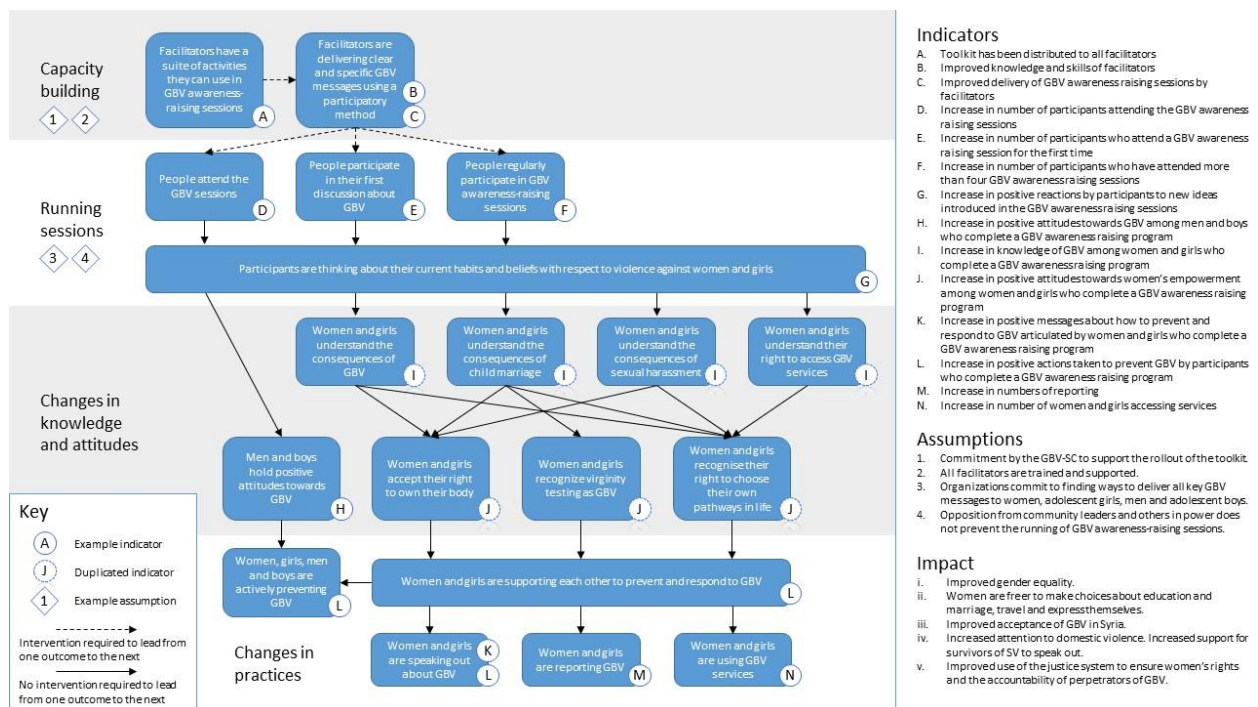 Capacity
building
1 2
Facilitators have a
suite of activities
they can use in
GBV awareness-
raising sessions
A
Facilitators are
delivering clear
and specific GBV
messages using a
participatory
method
B
C
Running
sessions
3 4
People attend the
GBV sessions
D
People participate
in their first
discussion about
GBV
E
People regularly
participate in GBV
awareness-raising
sessions
F
Participants are thinking about their current habits and beliefs with respect to violence against women and girls
G
Changes in
knowledge
and attitudes
Women and girls
understand the
consequences of
GBV
I
Women and girls
understand the
consequences of
child marriage
I
Women and girls
understand the
consequences of
sexual harassment
I
Women and girls
understand their
right to access GBV
services
I
Men and boys
hold positive
attitudes towards
GBV
H
Women and girls
accept their right
to own their body
J
Women and girls
recognize virginity
testing as GBV
J
Women and girls
recognise their
right to choose
their own
pathways in life
J
Changes in
practices
Women, girls, men
and boys are
actively preventing
GBV
L
Women and girls are supporting each other to prevent and respond to GBV
L
Women and girls
are speaking out
about GBV
K
L
Women and girls
are reporting GBV
M
Women and girls
are using GBV
services
N
Key
A Example indicator
J Duplicated indicator
1 Example assumption
Intervention required to lead from
one outcome to the next
No intervention required to lead
from one outcome to the next
Indicators
A. Toolkit has been distributed to all facilitators
B. Improved knowledge and skills of facilitators
C. Improved delivery of GBV awareness raising sessions by
facilitators
D. Increase in number of participants attending the GBV awareness
raising sessions
E. Increase in number of participants who attend a GBV awareness
raising session for the first time
F. Increase in number of participants who have attended more
than four GBV awareness raising sessions
G. Increase in positive reactions by participants to new ideas
introduced in the GBV awareness raising sessions
H. Increase in positive attitudes towards GBV among men and boys
who complete a GBV awareness raising program
I. Increase in knowledge of GBV among women and girls who
complete a GBV awareness raising program
J. Increase in positive attitudes towards women's empowerment
among women and girls who complete a GBV awareness raising
program
K. Increase in positive messages about how to prevent and
respond to GBV articulated by women and girls who complete a
GBV awareness raising program
L. Increase in positive actions taken to prevent GBV by participants
who complete a GBV awareness raising program
M. Increase in numbers of reporting
N. Increase in number of women and girls accessing services
Assumptions
1. Commitment by the GBV-SC to support the rollout of the toolkit.
2. All facilitators are trained and supported.
3. Organizations commit to finding ways to deliver all key GBV
messages to women, adolescent girls, men and adolescent boys.
4. Opposition from community leaders and others in power does
not prevent the running of GBV awareness-raising sessions.
Impact
i. Improved gender equality.
ii. Women are freer to make choices about education and
marriage, travel and express themselves.
iii. Improved acceptance of GBV in Syria.
iv. Increased attention to domestic violence. Increased support for
survivors of SV to speak out.
v. Improved use of the justice system to ensure women's rights
and the accountability of perpetrators of GBV.